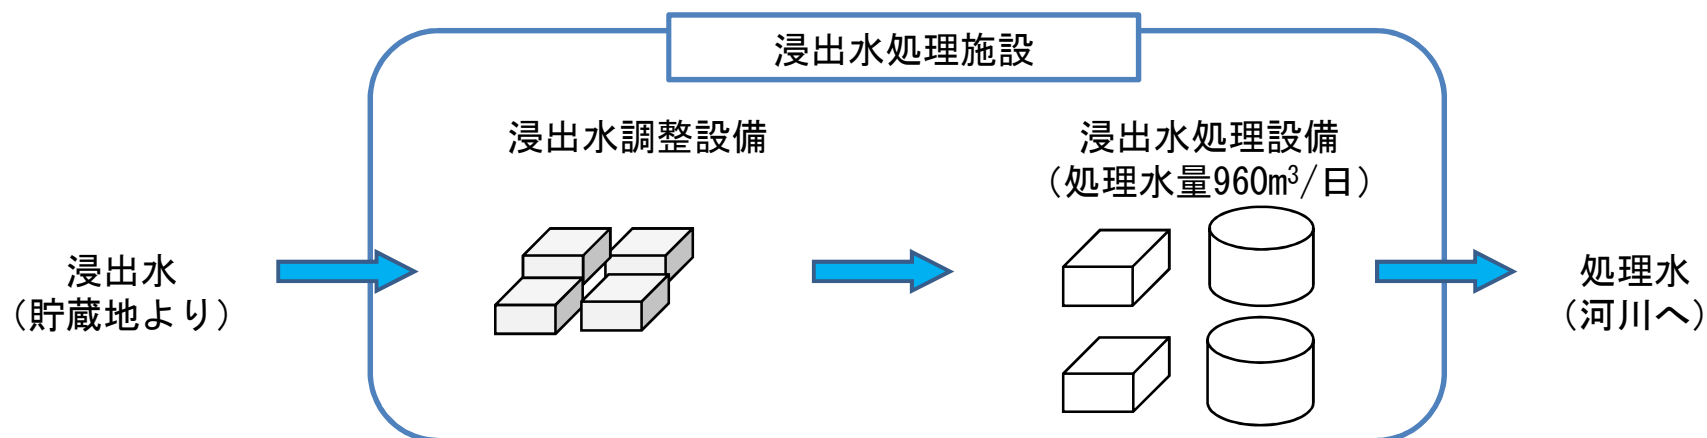 浸出水処理施設
浸出水調整設備
浸出水処理設備
（処理水量960m³/日）
浸出水
（貯蔵地より）
処理水
（河川へ）